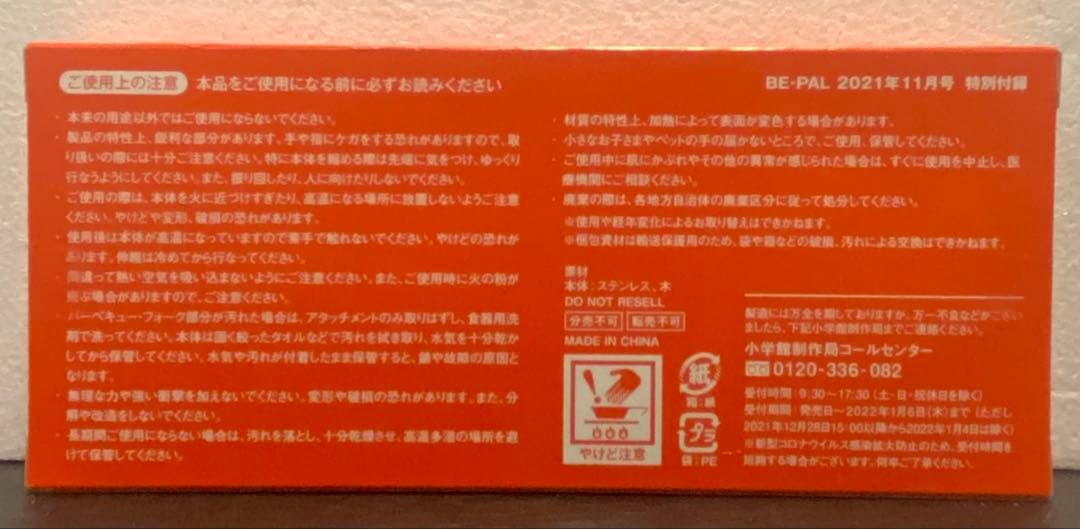 ご使用上の注意 本品をご使用になる前に必ずお読みください
BE-PAL 2021年11月号 特別付録
・本来の用途以外ではご使用にならないでください。
・製品の特性上、鋭利な部分があります。手や指にケガをする恐れがありますので、取
り扱いの際には十分ご注意ください。特に本体を縮める際は先端に気をつけ、ゆっくり
行なうようにしてください。また、振り回したり、人に向けたりしないでください。
・ご使用の際は、本体を火に近づけすぎたり、高温になる場所に放置しないようご注意
ください。やけどや変形、破損の恐れがあります。
・使用後は本体が高温になっていますので素手で触れないでください。やけどの恐れが
あります。伸縮は冷めてから行なってください。
・間違って熱い空気を吸い込まないようにご注意ください。また、ご使用時に火の粉が
飛ぶ場合がありますので、ご注意ください。
・バーベキュー・フォーク部分が汚れた場合は、アタッチメントのみ取りはずし、食器用洗
剤で洗ってください。本体は固く絞ったタオルなどで汚れを拭き取り、水気を十分乾か
してから保管してください。水気や汚れが付着したまま保管すると、錆や故障の原因と
なります。
・無理な力や強い衝撃を加えないでください。変形や破損の恐れがあります。また、分
解や改造をしないでください。
・長期間ご使用にならない場合は、汚れを落とし、十分乾燥させ、高温多湿の場所を避
けて保管してください。
・材質の特性上、加熱によって表面が変色する場合があります。
・小さなお子さまやペットの手の届かないところで、ご使用、保管してください。
・ご使用中に肌にかぶれやその他の異常が感じられた場合は、すぐに使用を中止し、医
療機関にご相談ください。
・廃棄の際は、各地方自治体の廃棄区分に従って処分してください。
※使用や経年変化によるお取り替えはできかねます。
※梱包資材は輸送保護用のため、袋や箱などの破損、汚れによる交換はできかねます。
素材
本体：ステンレス、木
DO NOT RESELL
分売不可 転売不可
MADE IN CHINA
やけど注意
紙
箱：紙
プラ
袋：PE
製造には万全を期しておりますが、万一不良などがござい
ましたら、下記小学館制作局までご連絡ください。
小学館制作局コールセンター
0120-336-082
受付時間 9:30～17:30（土・日・祝休日を除く）
受付期間 発売日～2022年1月6日（木）まで（ただし
2021年12月28日15:00以降から2022年1月4日は除く）
※新型コロナウイルス感染拡大防止のため、受付時間を
短縮する場合がございます。何卒ご了承ください。